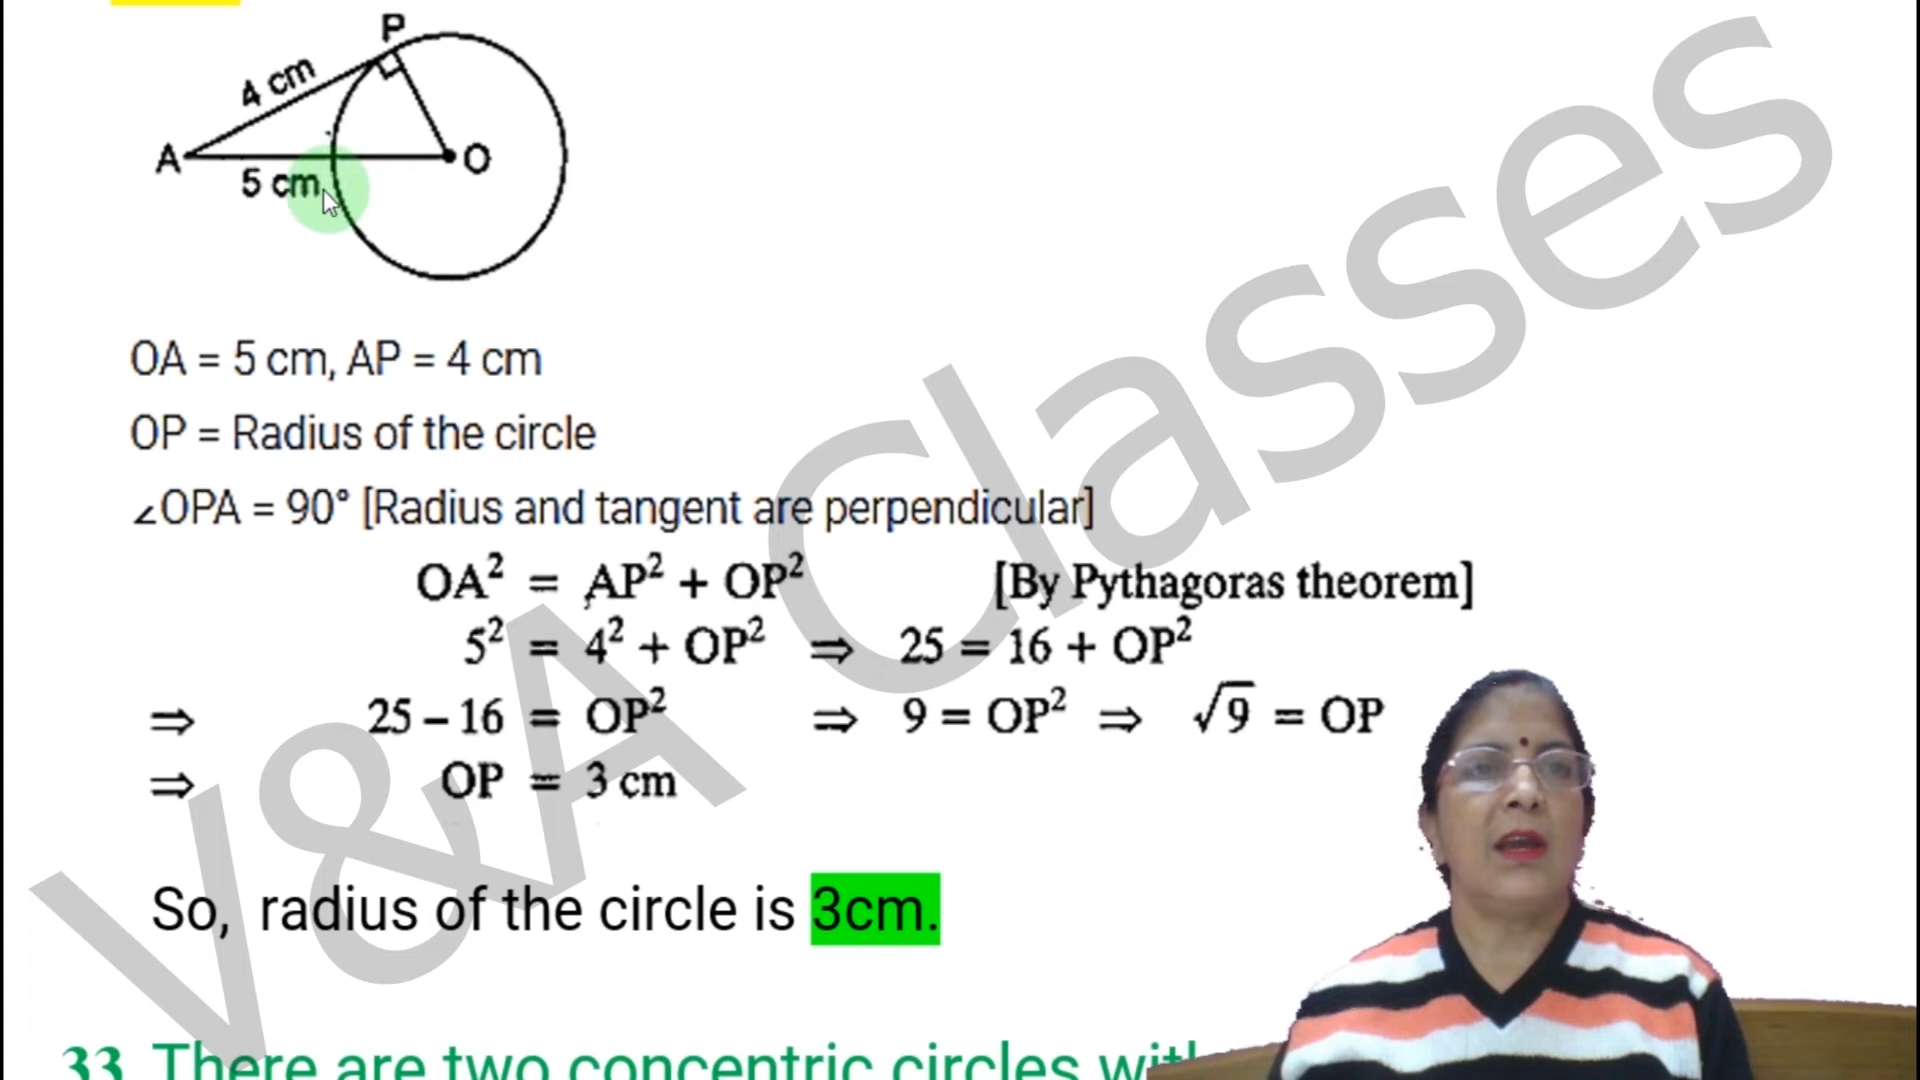 P
4 cm
A
O
5 cm
OA = 5 cm, AP = 4 cm
OP = Radius of the circle
∠OPA = 90° [Radius and tangent are perpendicular]
OA² = AP² + OP² [By Pythagoras theorem]
5² = 4² + OP² ⇒ 25 = 16 + OP²
⇒ 25 – 16 = OP² ⇒ 9 = OP² ⇒ √9 = OP
⇒ OP = 3 cm
So, radius of the circle is 3cm.
33 There are two concentric circles with
V&A Classes